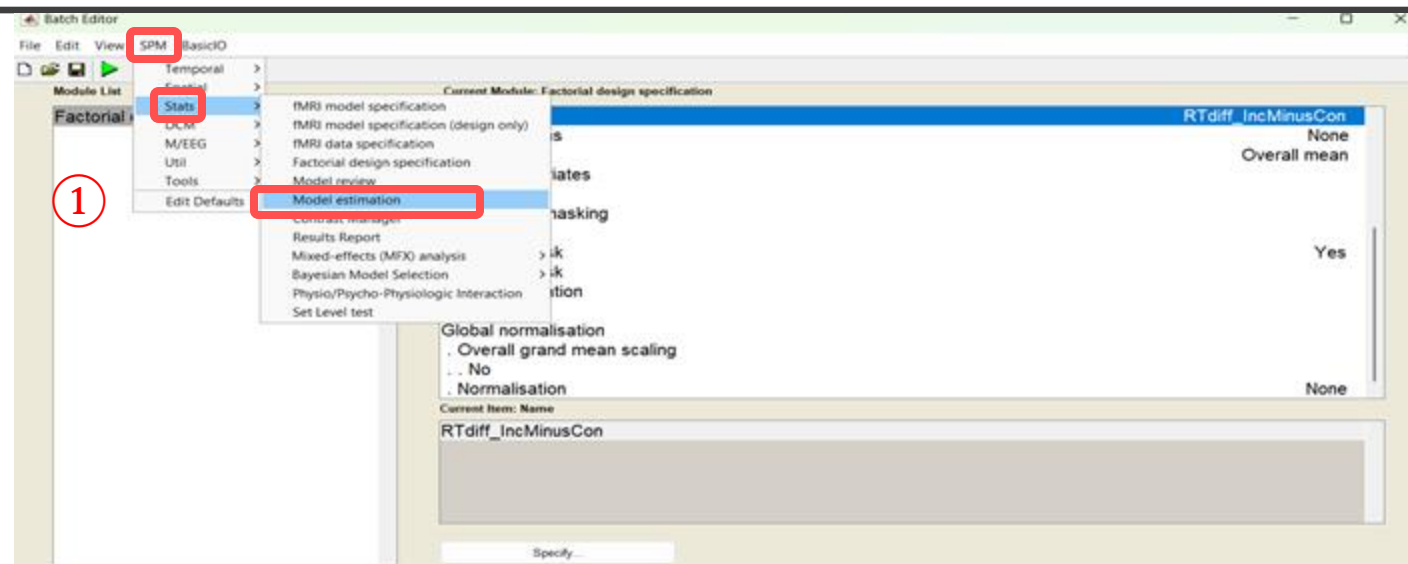 Batch Editor
File Edit View SPM BasicIO
Module List
Current Module: Factorial design specification
Factorial
Temporal
Spatial
Stats
DCM
M/EEG
Util
Tools
Edit Defaults
①
fMRI model specification
fMRI model specification (design only)
fMRI data specification
Factorial design specification
Model review
Model estimation
Contrast Manager
Results Report
Mixed-effects (MFX) analysis
Bayesian Model Selection
Physio/Psycho-Physiologic Interaction
Set Level test
RTdiff_IncMinusCon
s None
Overall mean
iates
masking
sk Yes
sk
tion
Global normalisation
. Overall grand mean scaling
. . No
. Normalisation None
Current Item: Name
RTdiff_IncMinusCon
Specify...